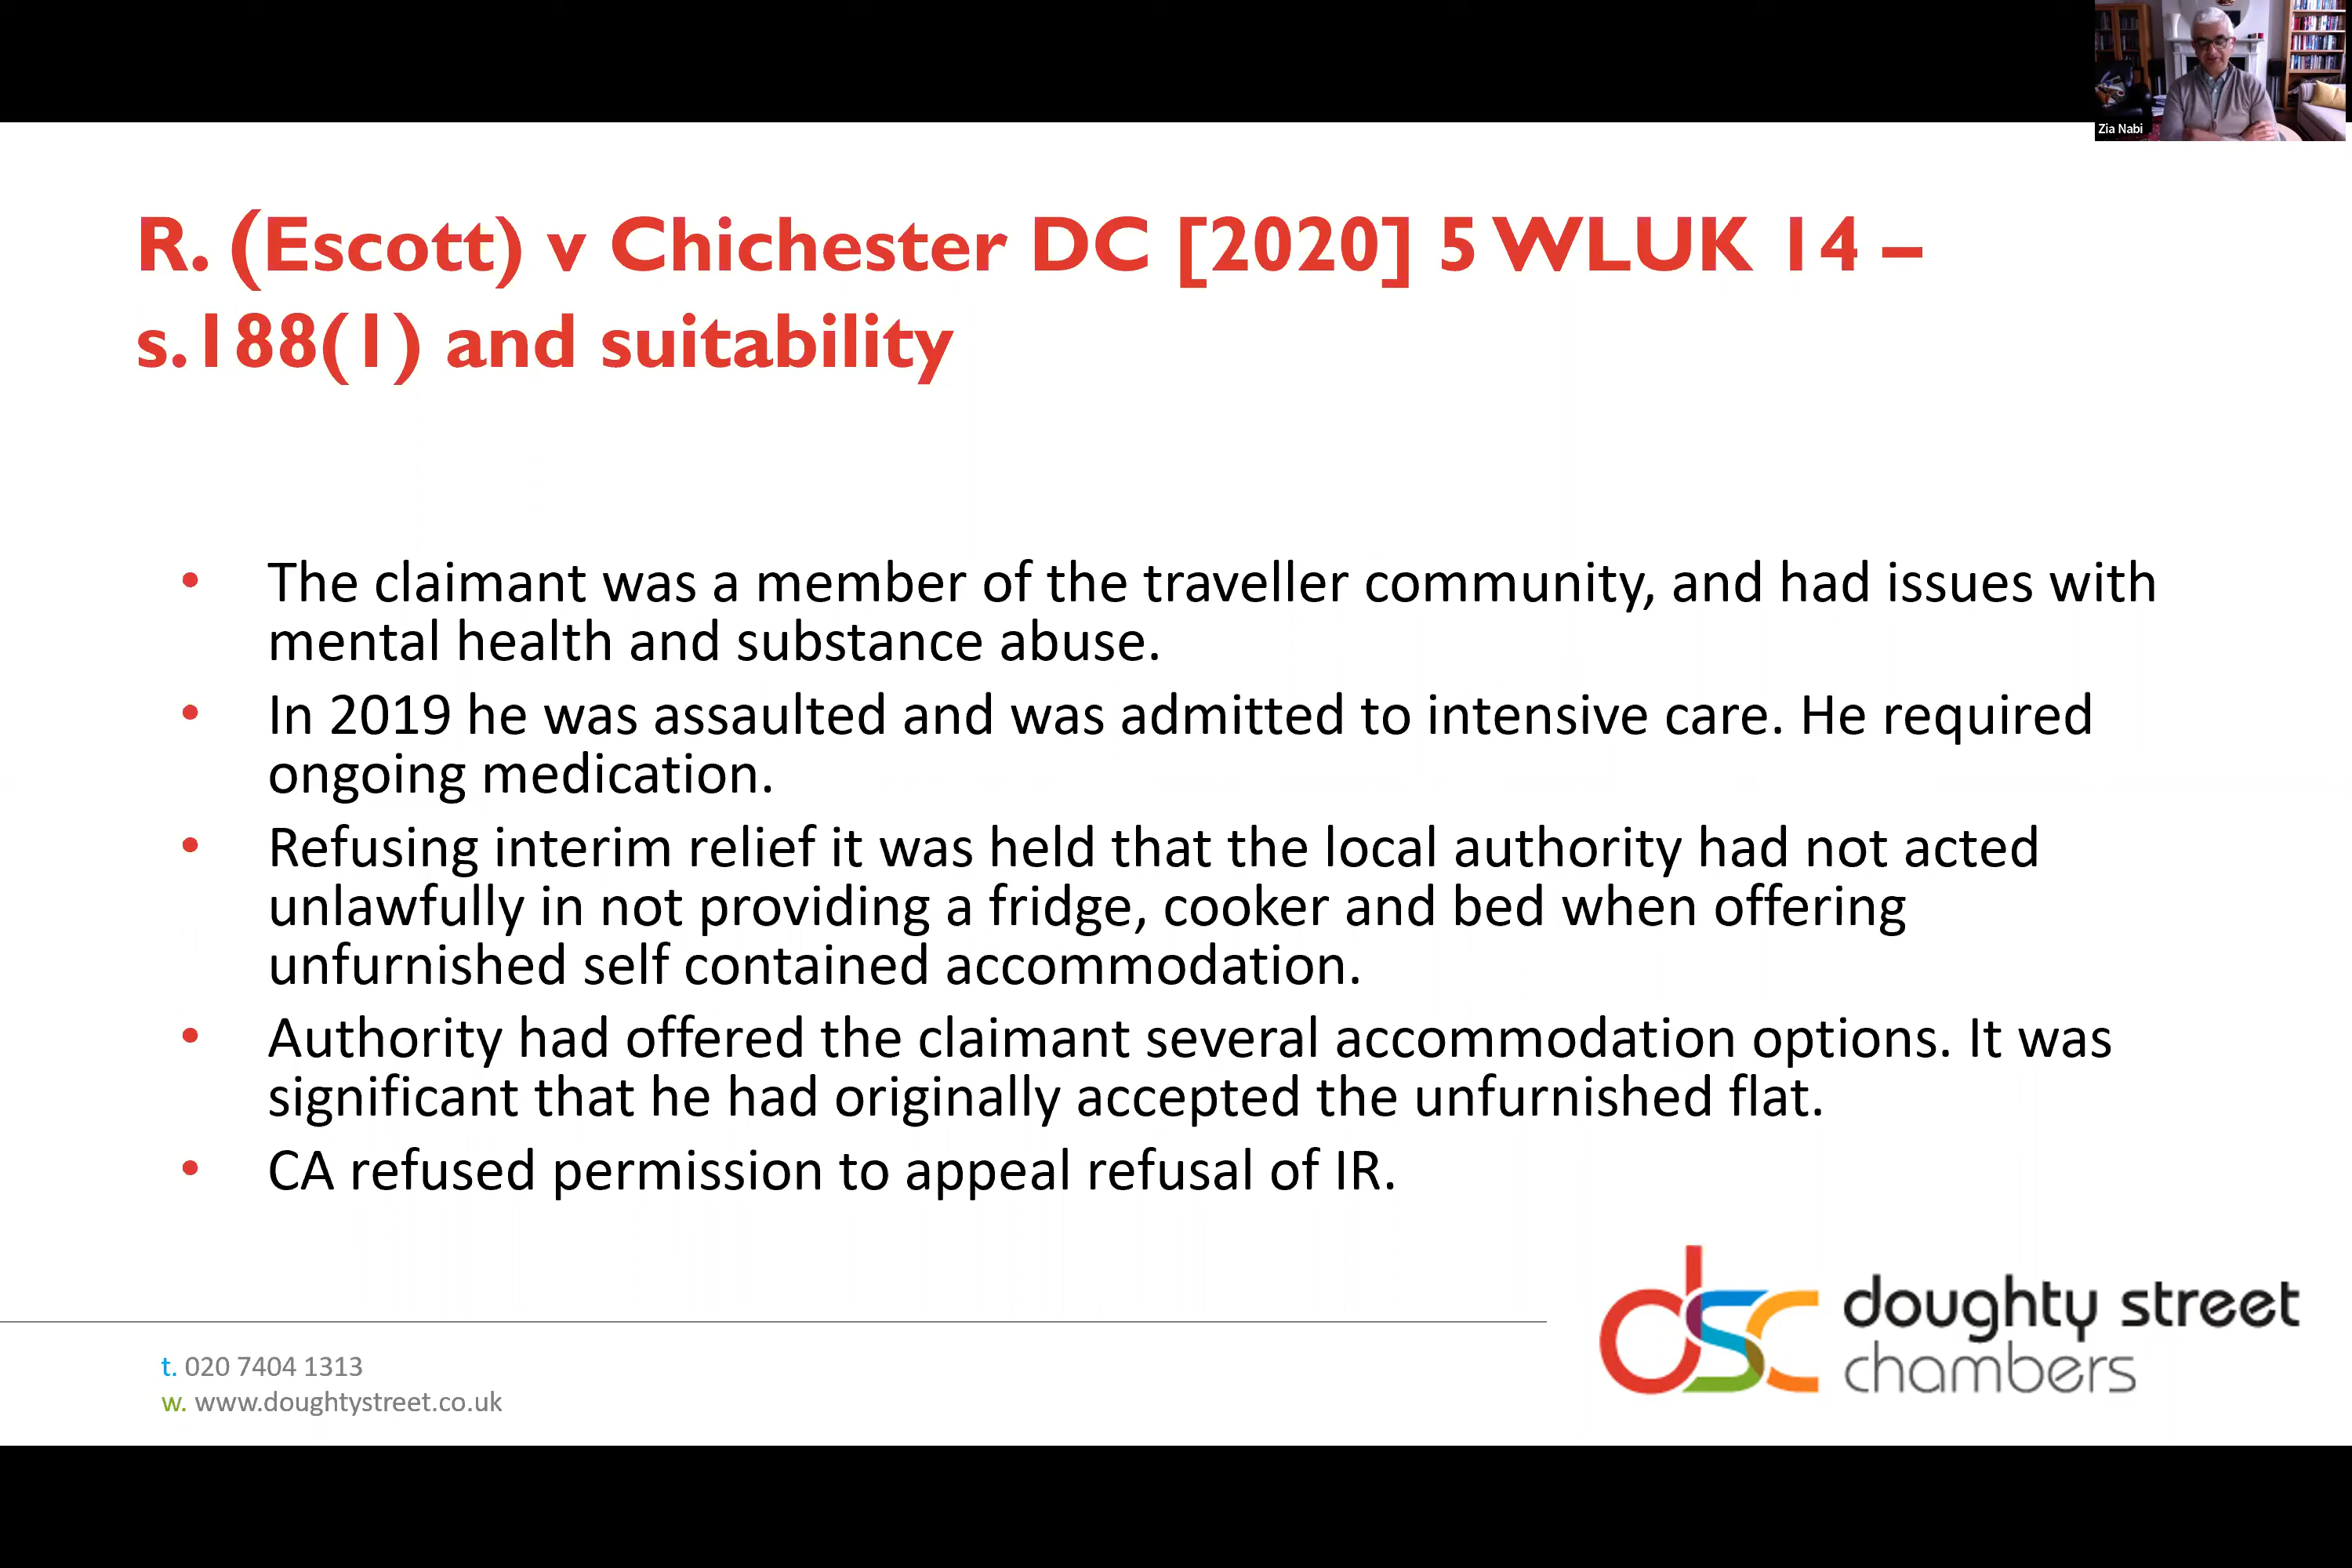 Zia Nabi
R. (Escott) v Chichester DC [2020] 5 WLUK 14 –
s.188(1) and suitability
• The claimant was a member of the traveller community, and had issues with
mental health and substance abuse.
• In 2019 he was assaulted and was admitted to intensive care. He required
ongoing medication.
• Refusing interim relief it was held that the local authority had not acted
unlawfully in not providing a fridge, cooker and bed when offering
unfurnished self contained accommodation.
• Authority had offered the claimant several accommodation options. It was
significant that he had originally accepted the unfurnished flat.
• CA refused permission to appeal refusal of IR.
dsc doughty street
chambers
t. 020 7404 1313
w. www.doughtystreet.co.uk